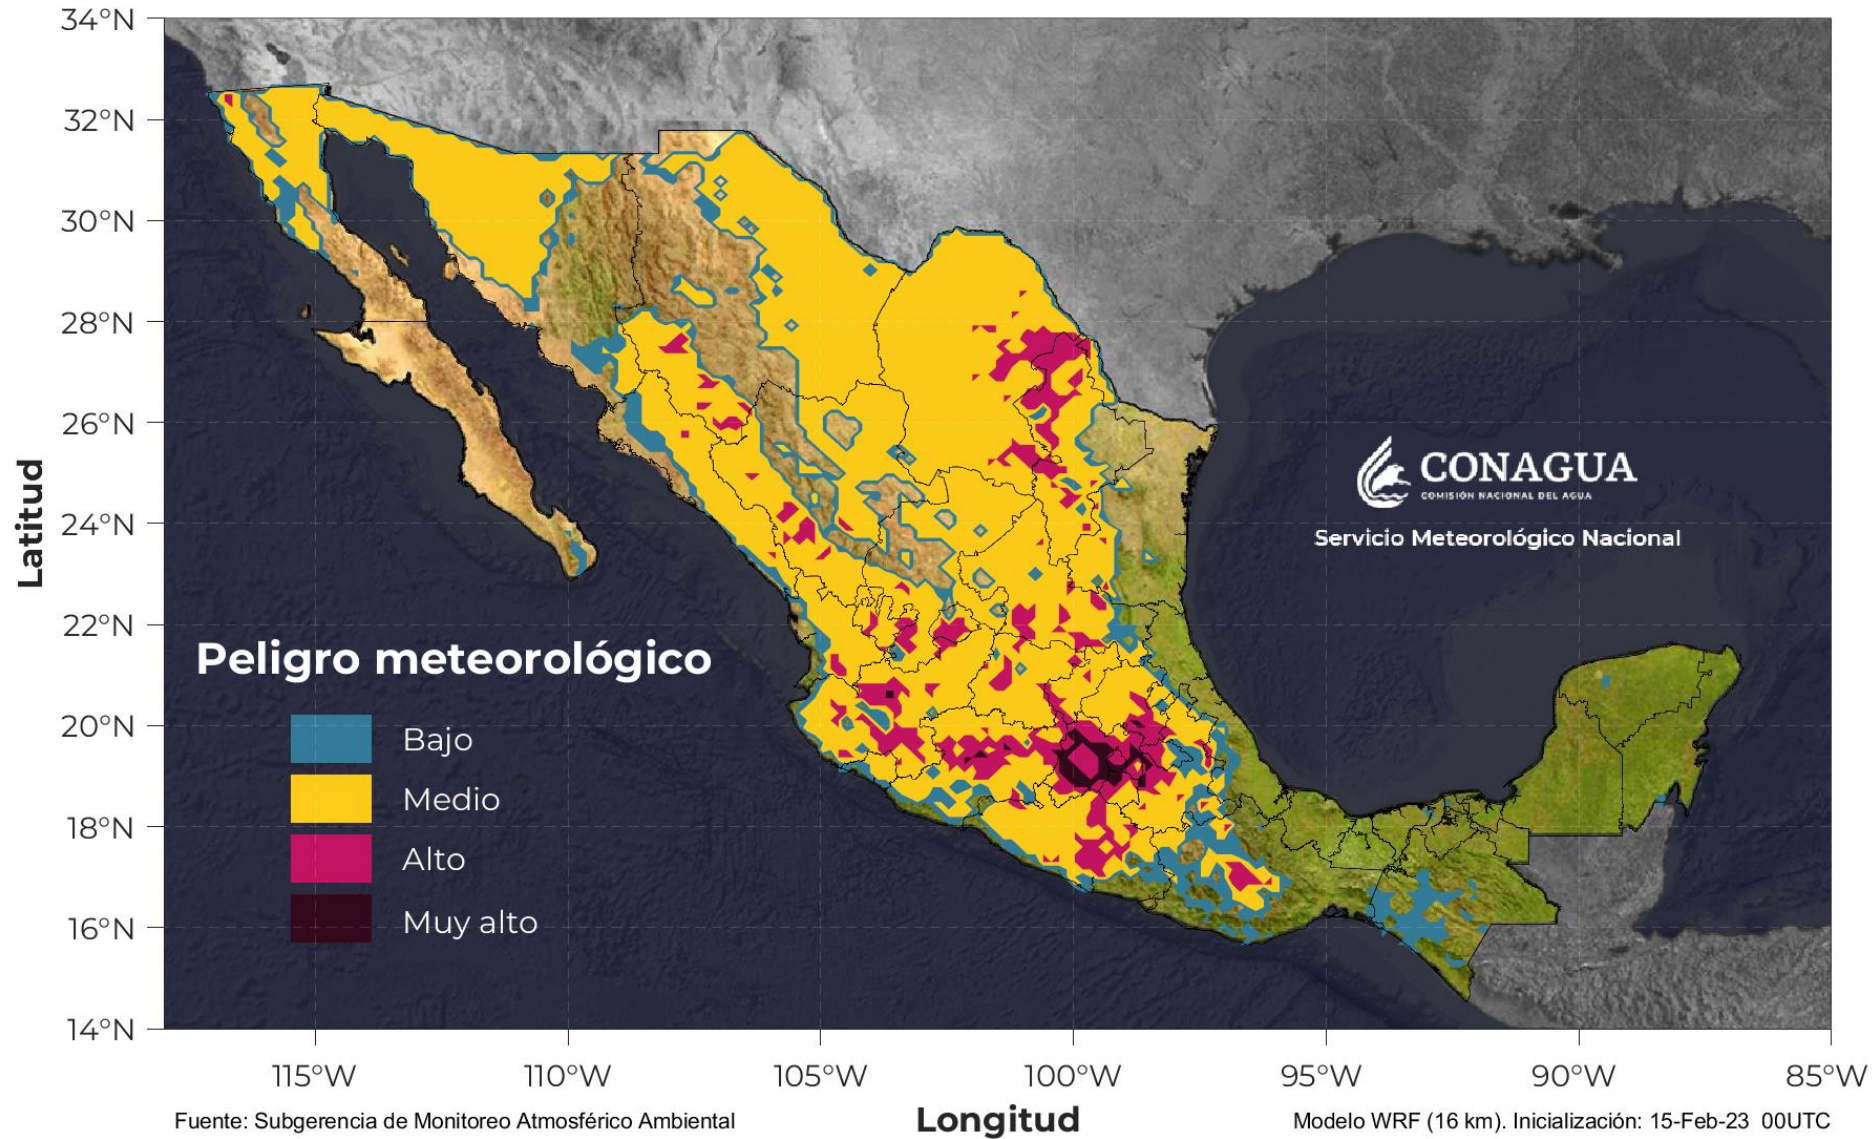 34°N
32°N
30°N
28°N
26°N
24°N
22°N
20°N
18°N
16°N
14°N
Latitud
CONAGUA
COMISIÓN NACIONAL DEL AGUA
Servicio Meteorológico Nacional
Peligro meteorológico
Bajo
Medio
Alto
Muy alto
115°W 110°W 105°W 100°W 95°W 90°W 85°W
Fuente: Subgerencia de Monitoreo Atmosférico Ambiental
Longitud
Modelo WRF (16 km). Inicialización: 15-Feb-23 00UTC